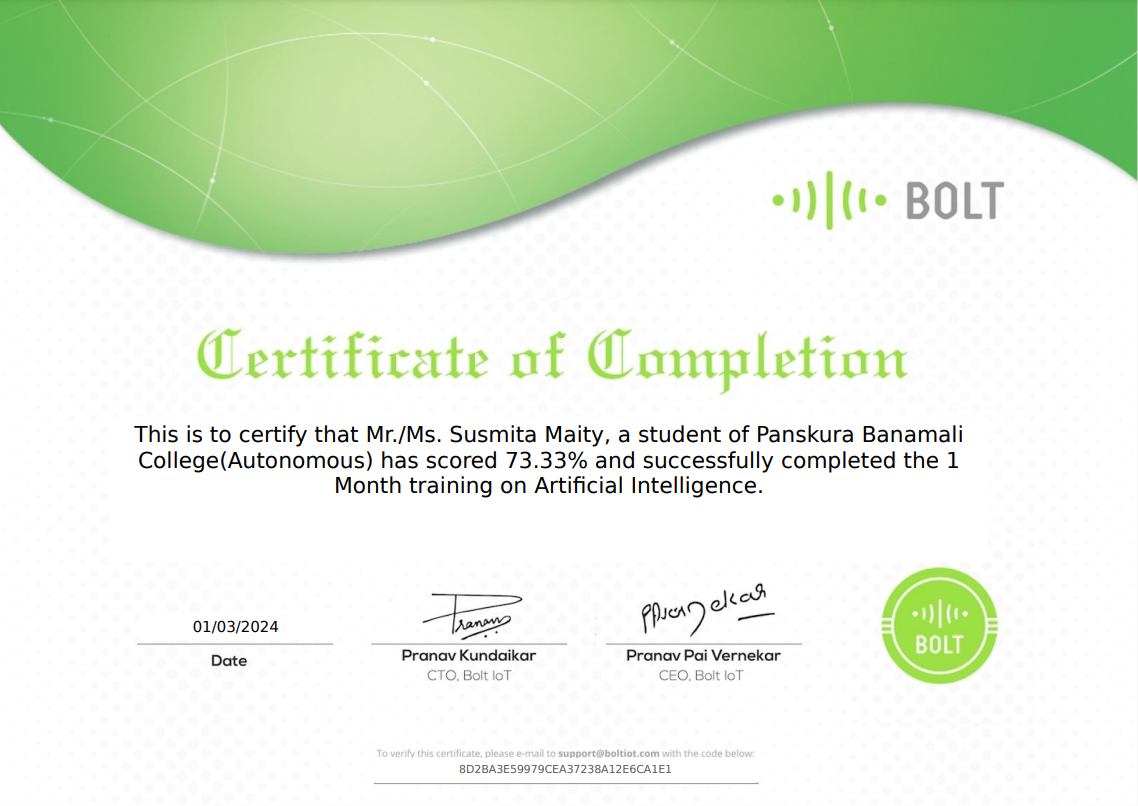 BOLT
Certificate of Completion
This is to certify that Mr./Ms. Susmita Maity, a student of Panskura Banamali
College(Autonomous) has scored 73.33% and successfully completed the 1
Month training on Artificial Intelligence.
01/03/2024
Date
Pranav
Pranav Kundaikar
CTO, Bolt IoT
Pranav Pai Vernekar
CEO, Bolt IoT
BOLT
To verify this certificate, please e-mail to support@boltiot.com with the code below:
8D2BA3E59979CEA37238A12E6CA1E1